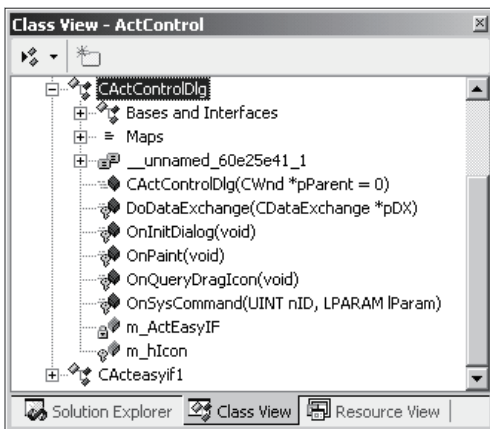 Class View - ActControl
CActControlDlg
Bases and Interfaces
Maps
__unnamed_60e25e41_1
CActControlDlg(CWnd *pParent = 0)
DoDataExchange(CDataExchange *pDX)
OnInitDialog(void)
OnPaint(void)
OnQueryDragIcon(void)
OnSysCommand(UINT nID, LPARAM lParam)
m_ActEasyIF
m_hIcon
CActeasyif1
Solution Explorer Class View Resource View